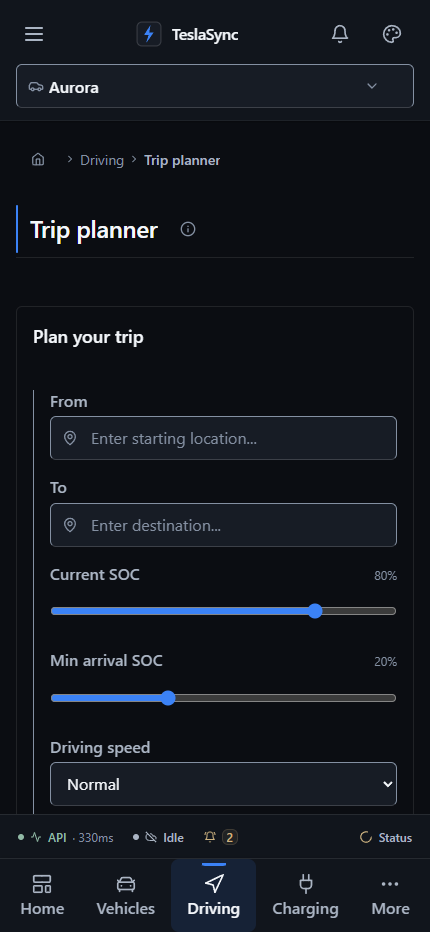 TeslaSync
Aurora
Driving Trip planner
Trip planner
Plan your trip
From
Enter starting location...
To
Enter destination...
Current SOC 80%
Min arrival SOC 20%
Driving speed
Normal
API · 330ms Idle 2 Status
Home Vehicles Driving Charging More